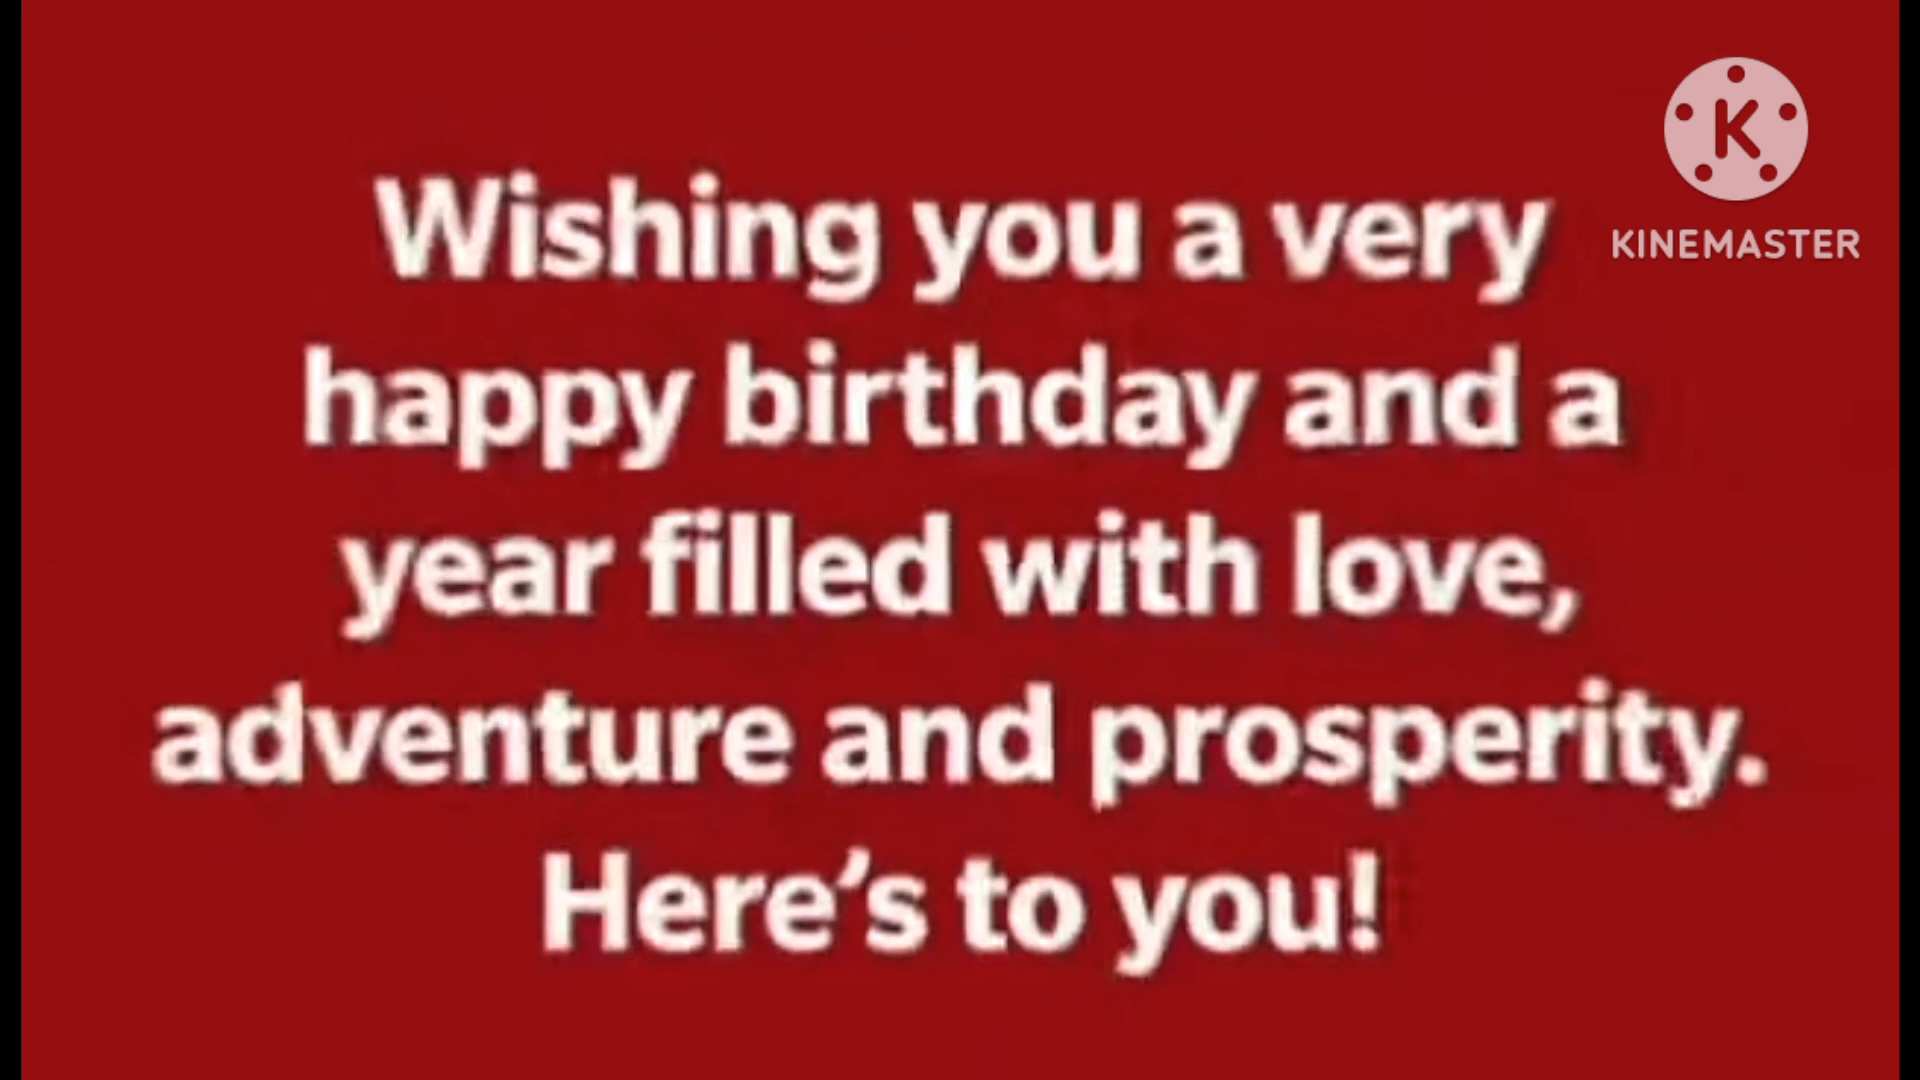 K
KINEMASTER
Wishing you a very
happy birthday and a
year filled with love,
adventure and prosperity.
Here’s to you!